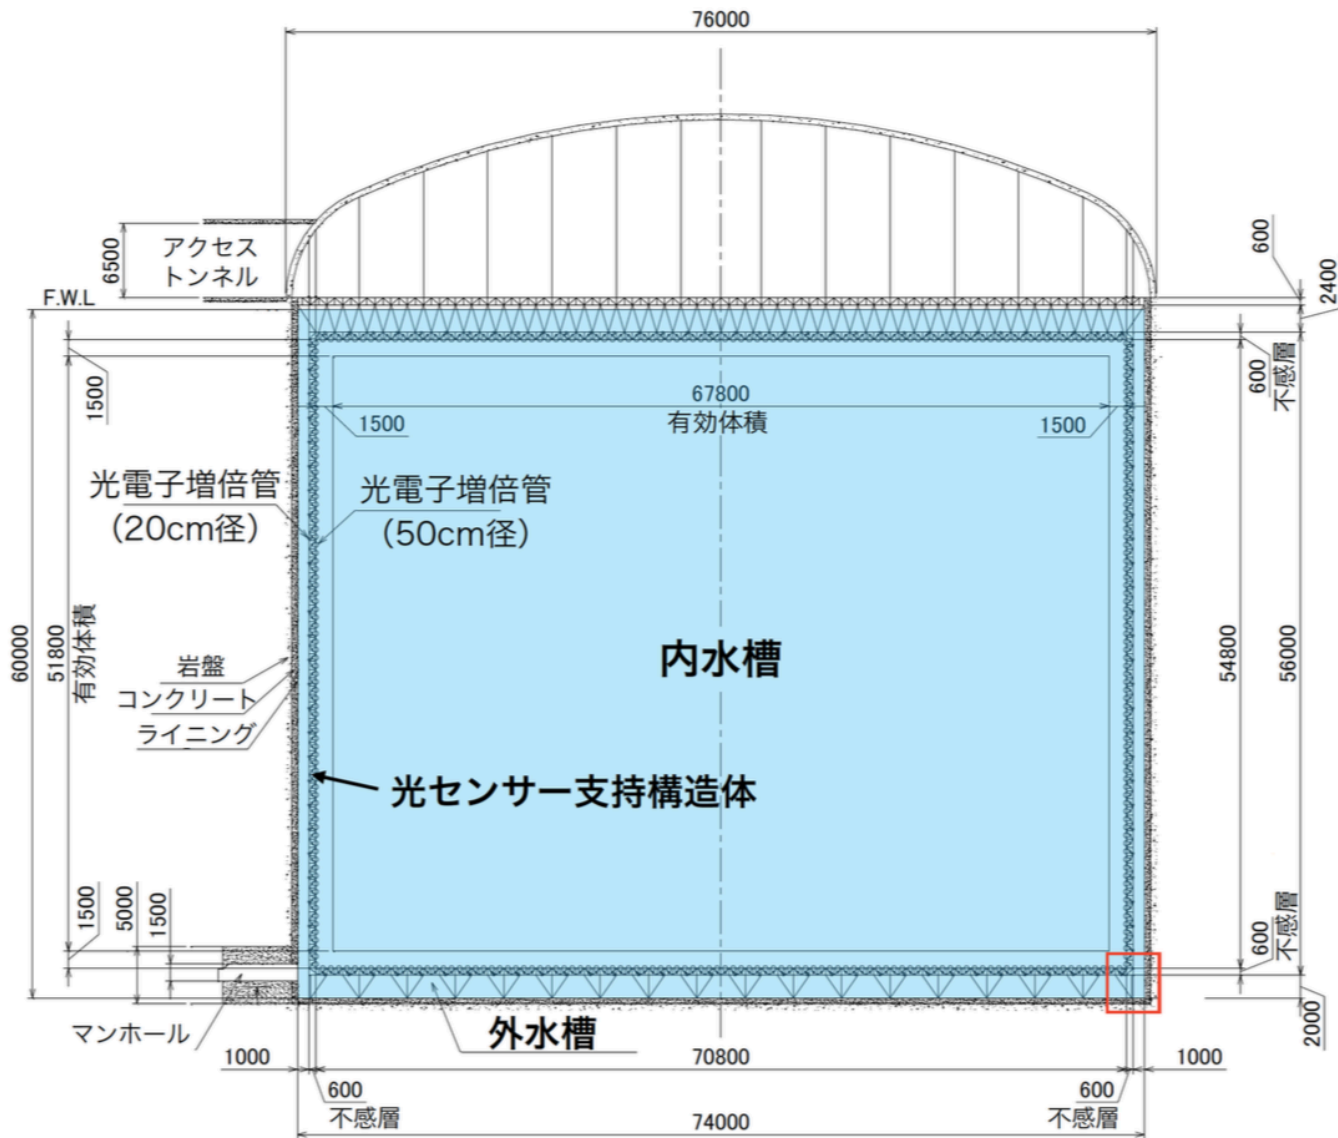 76000
6500
アクセス
トンネル
F.W.L
600
2400
1500
67800
有効体積
1500
1500
600
不感層
光電子増倍管
（20cm径）
光電子増倍管
（50cm径）
60000
51800
有効体積
岩盤
コンクリート
ライニング
内水槽
54800
56000
光センサー支持構造体
1500
5000
1500
600
不感層
マンホール
外水槽
2000
1000
70800
1000
600
不感層
600
不感層
74000